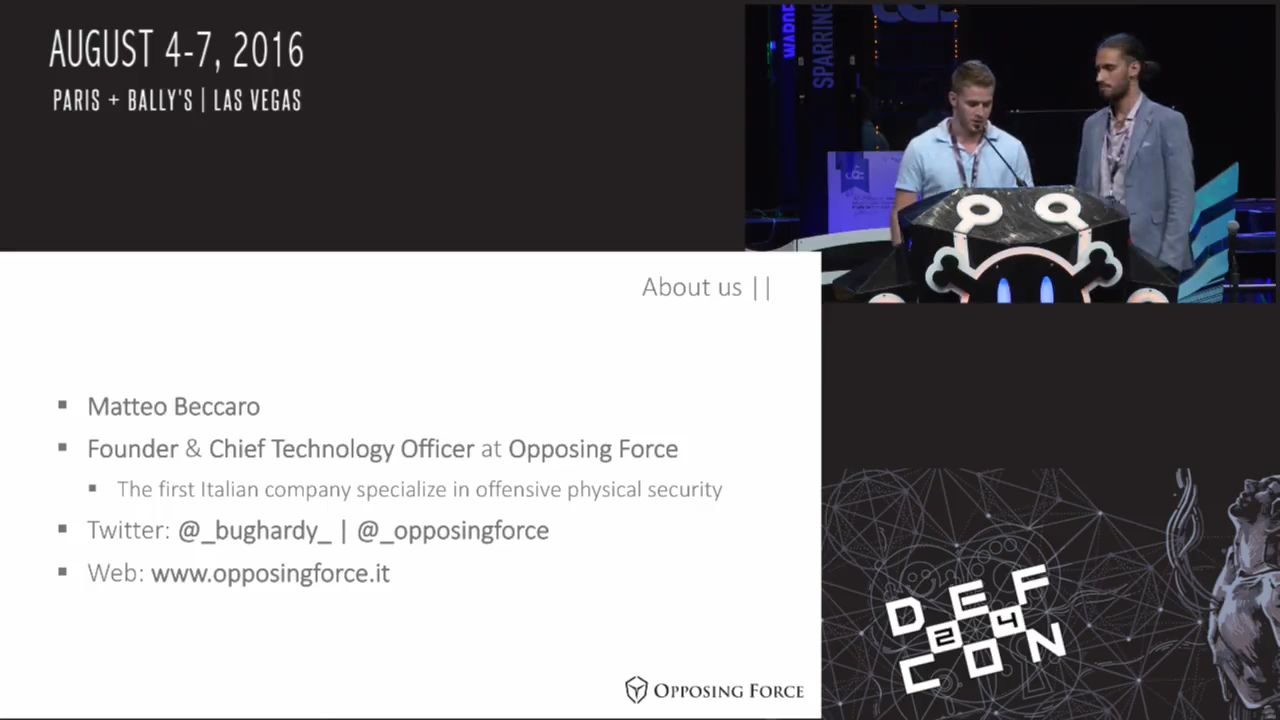 AUGUST 4-7, 2016
PARIS + BALLY'S | LAS VEGAS
SPARRING
About us ||
Matteo Beccaro
Founder & Chief Technology Officer at Opposing Force
The first Italian company specialize in offensive physical security
Twitter: @_bughardy_ | @_opposingforce
Web: www.opposingforce.it
OPPOSING FORCE
DEF
24
CON